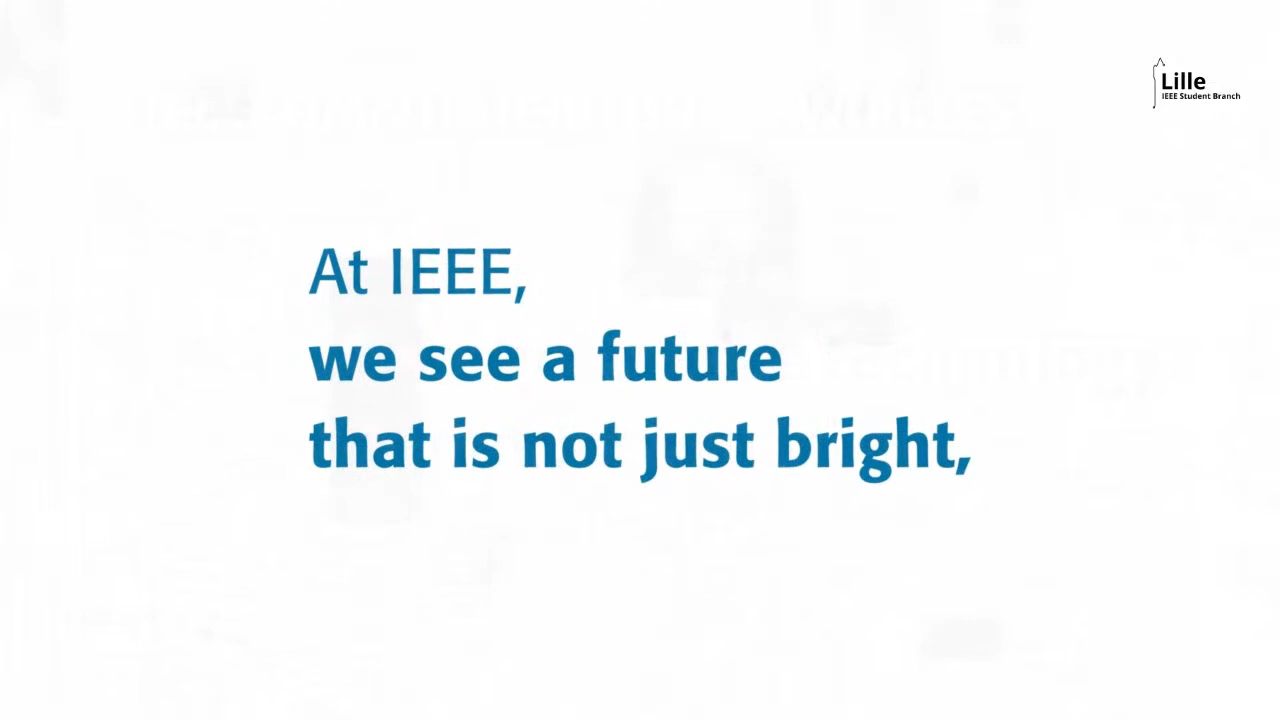 Lille
IEEE Student Branch
At IEEE,
we see a future
that is not just bright,